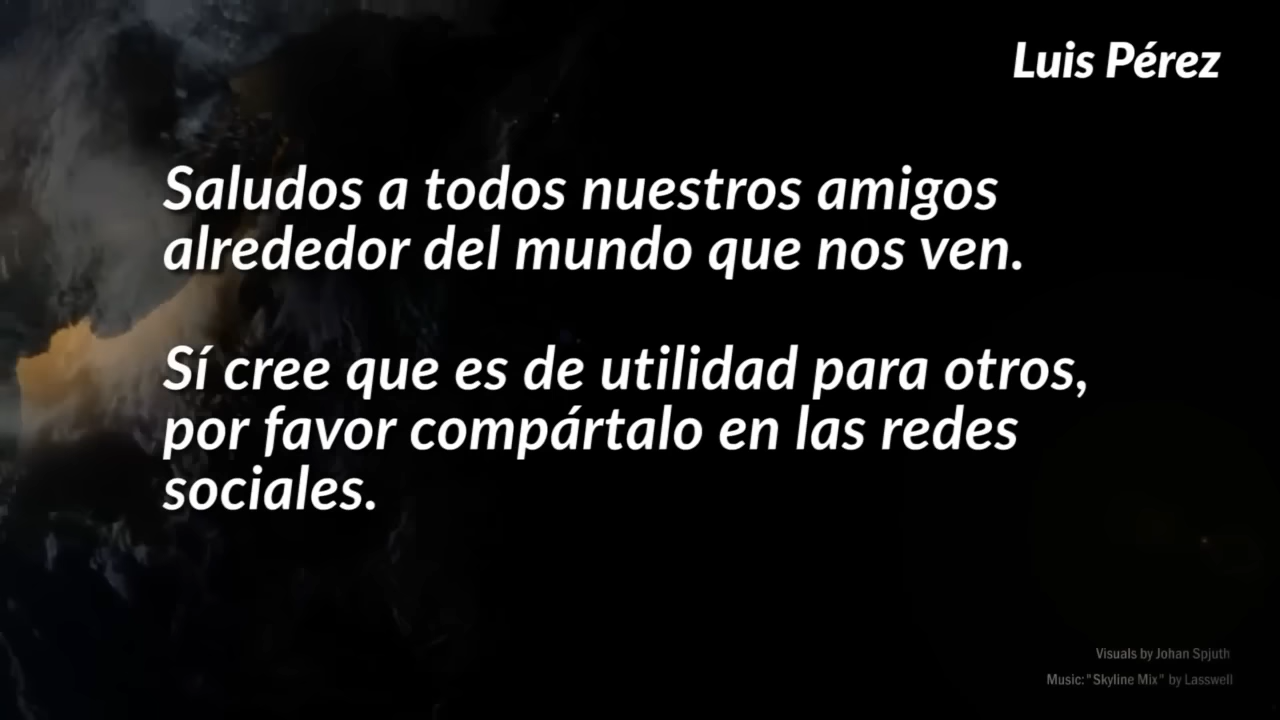 Luis Pérez
Saludos a todos nuestros amigos
alrededor del mundo que nos ven.
Sí cree que es de utilidad para otros,
por favor compártalo en las redes
sociales.
Visuals by Johan Spjuth
Music:"Skyline Mix" by Lasswell